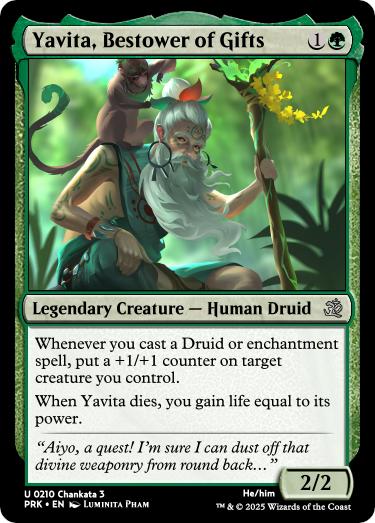 Yavita, Bestower of Gifts 1
Legendary Creature — Human Druid
Whenever you cast a Druid or enchantment
spell, put a +1/+1 counter on target
creature you control.
When Yavita dies, you gain life equal to its
power.
“Aiyo, a quest! I’m sure I can dust off that
divine weaponry from round back...”
2/2
U 0210 Chankata 3 He/him
PRK • EN LUMINITA PHAM ™ & © 2025 Wizards of the Coast